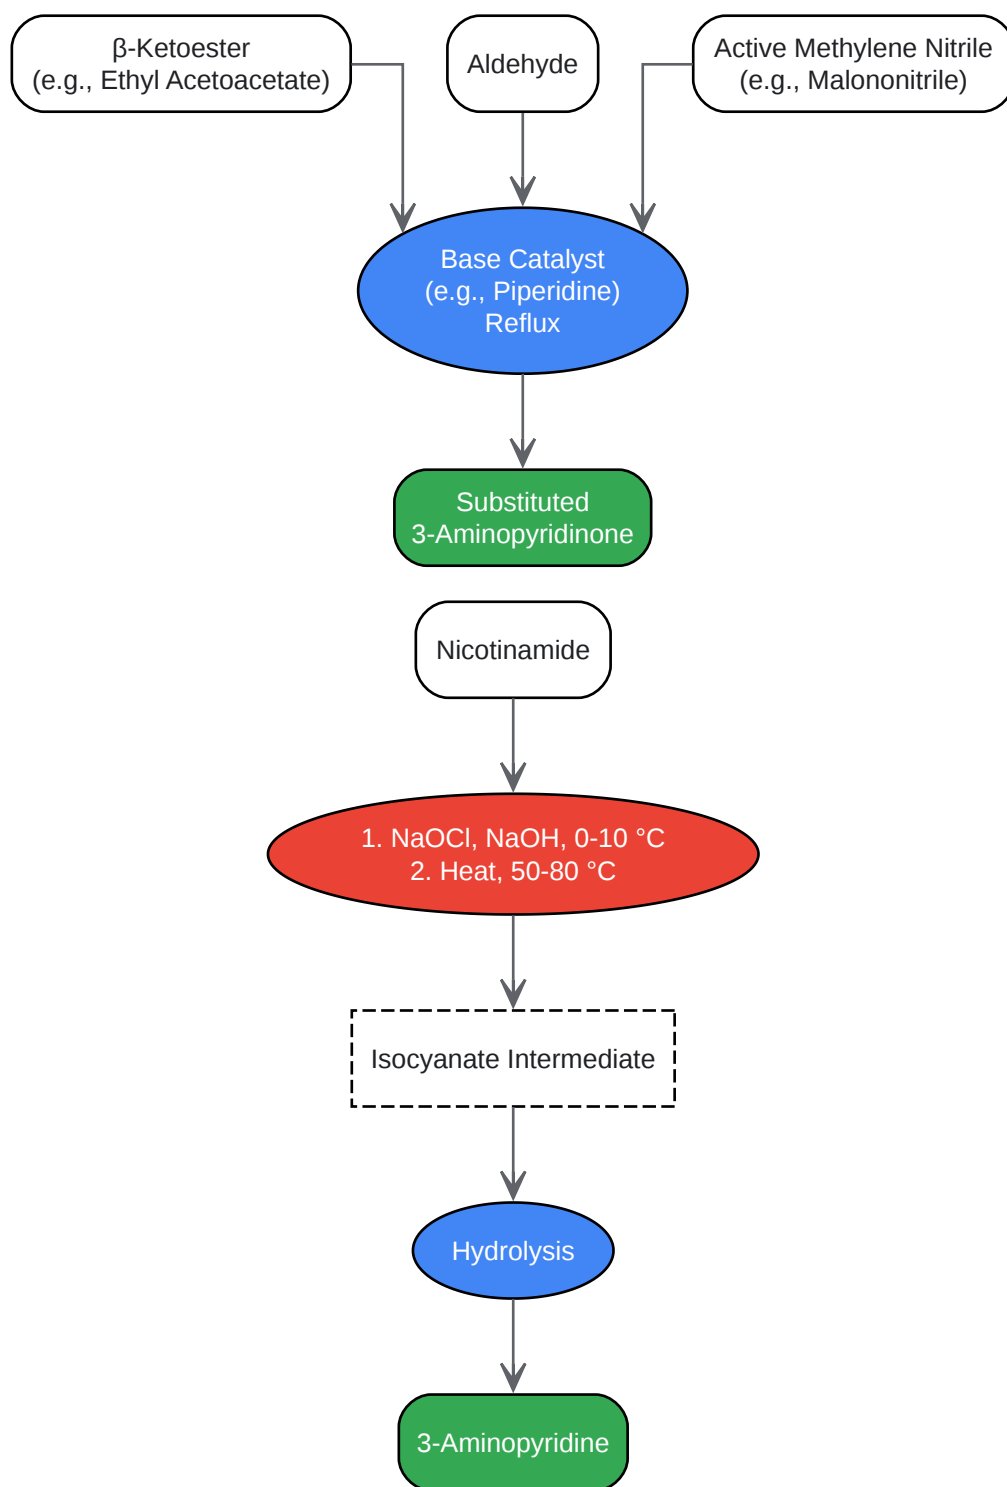 β-Ketoester
(e.g., Ethyl Acetoacetate)
Aldehyde
Active Methylene Nitrile
(e.g., Malononitrile)
Base Catalyst
(e.g., Piperidine)
Reflux
Substituted
3-Aminopyridinone
Nicotinamide
1. NaOCl, NaOH, 0-10 °C
2. Heat, 50-80 °C
Isocyanate Intermediate
Hydrolysis
3-Aminopyridine